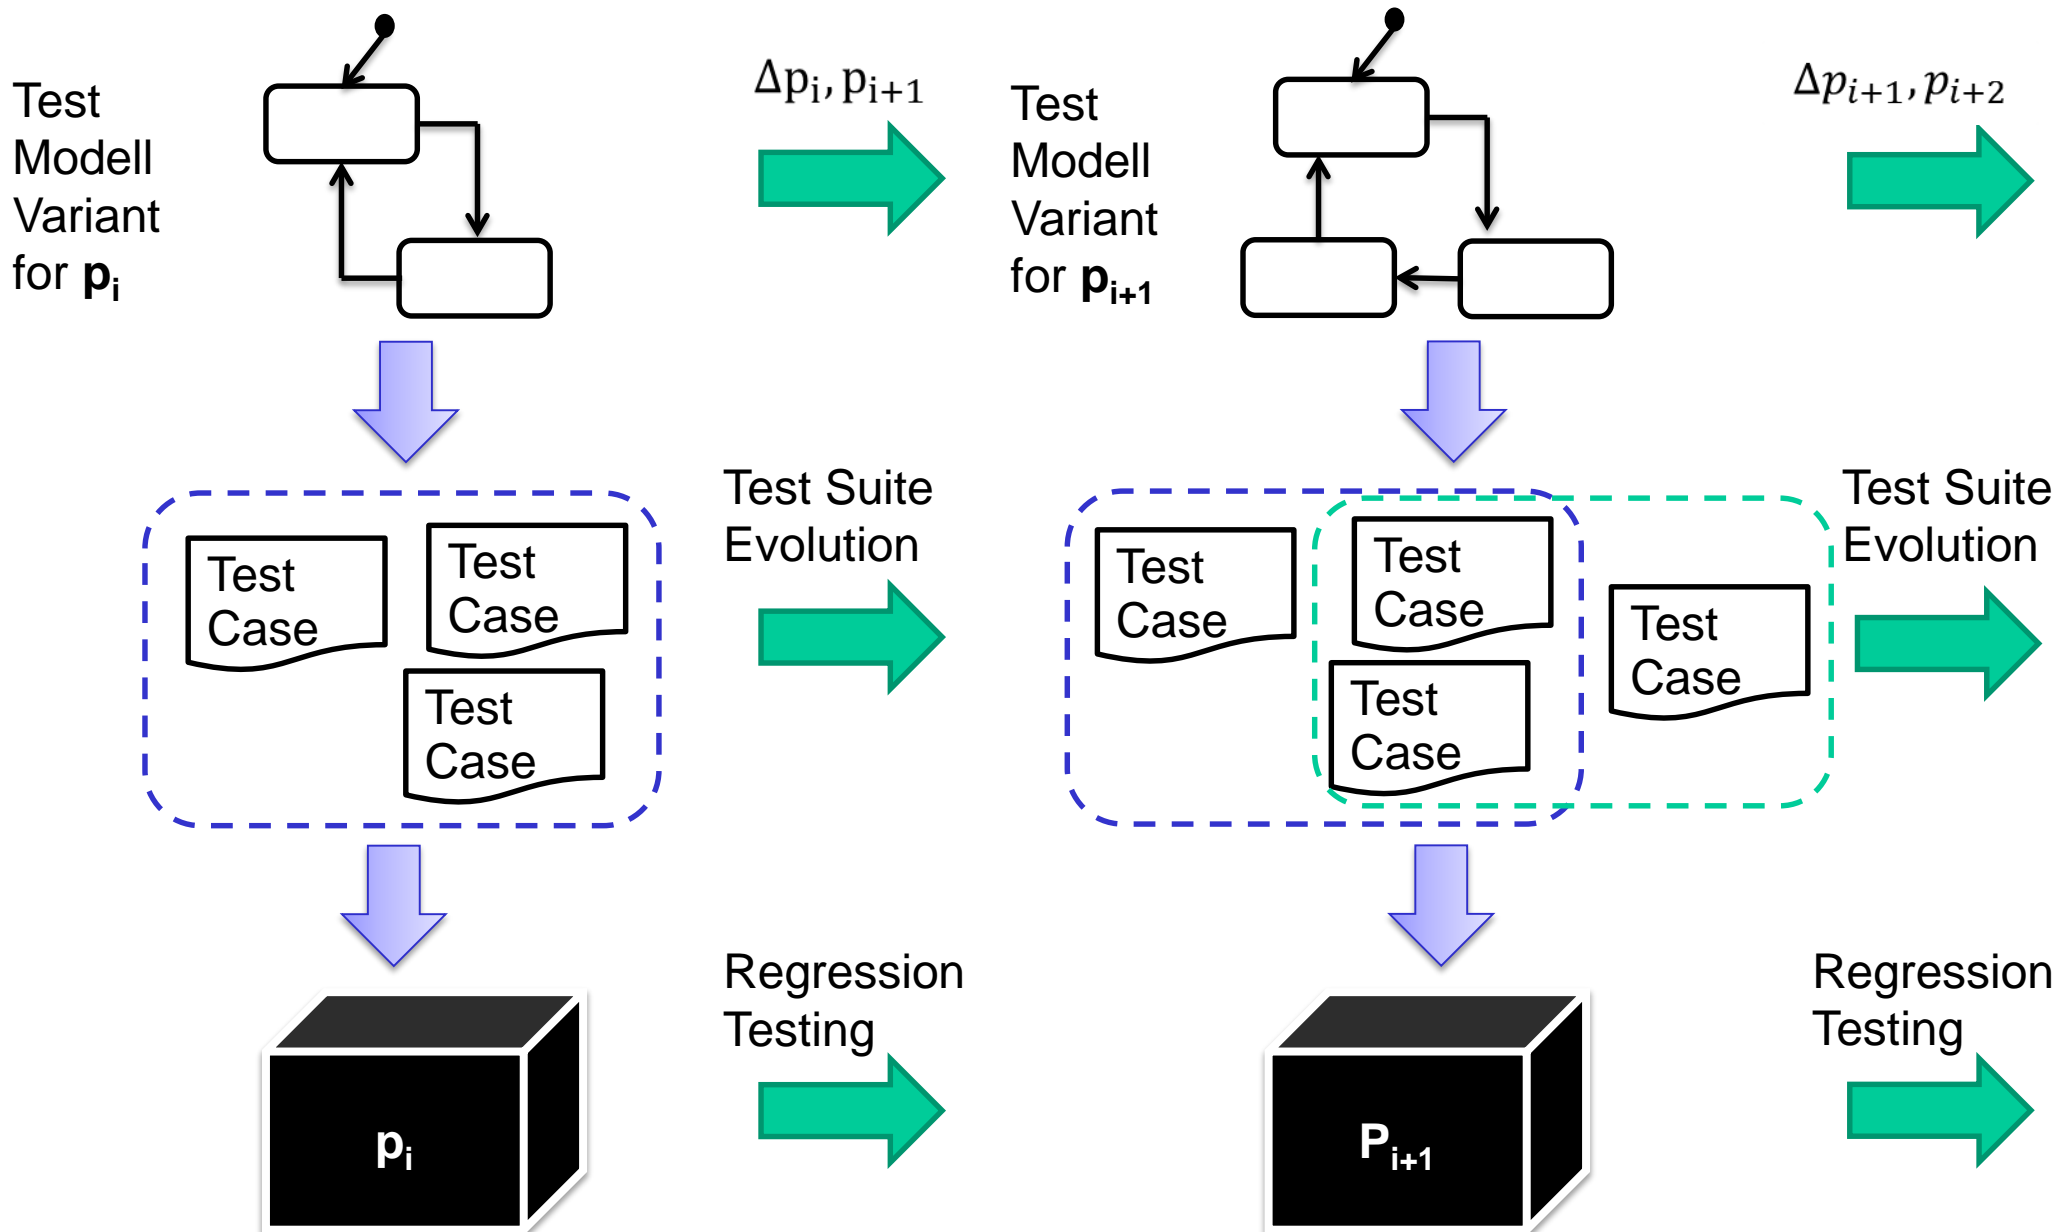 Test
Modell
Variant
for pᵢ
Δpᵢ, pᵢ₊₁
Test
Modell
Variant
for pᵢ₊₁
Δpᵢ₊₁, pᵢ₊₂
Test
Case
Test
Case
Test
Case
Test Suite
Evolution
Test
Case
Test
Case
Test
Case
Test
Case
Test Suite
Evolution
pᵢ
Regression
Testing
Pᵢ₊₁
Regression
Testing